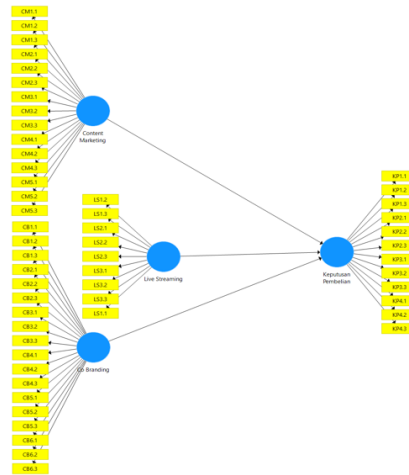 CM1.1
CM1.2
CM1.3
CM2.1
CM2.2
CM2.3
CM3.1
CM3.2
CM3.3
CM4.1
CM4.2
CM4.3
CM5.1
CM5.2
CM5.3
Content
Marketing
CB1.1
CB1.2
CB1.3
CB2.1
CB2.2
CB2.3
CB3.1
CB3.2
CB3.3
CB4.1
CB4.2
CB4.3
CB5.1
CB5.2
CB5.3
CB6.1
CB6.2
CB6.3
Co Branding
LS1.2
LS1.3
LS2.1
LS2.2
LS2.3
LS3.1
LS3.2
LS3.3
LS1.1
Live Streaming
Keputusan
Pembelian
KP1.1
KP1.2
KP1.3
KP2.1
KP2.2
KP2.3
KP3.1
KP3.2
KP3.3
KP4.1
KP4.2
KP4.3